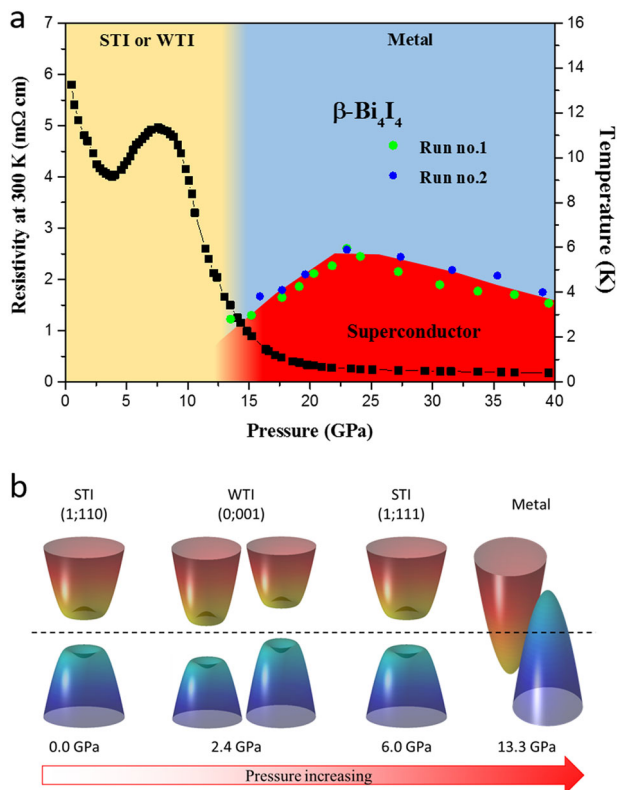 a
7
6
5
4
3
2
1
0
Resistivity at 300 K (mΩ cm)
STI or WTI
Metal
β-Bi₄I₄
Run no.1
Run no.2
Superconductor
16
14
12
10
8
6
4
2
0
Temperature (K)
0 5 10 15 20 25 30 35 40
Pressure (GPa)
b
STI WTI STI Metal
(1;110) (0;001) (1;111)
0.0 GPa 2.4 GPa 6.0 GPa 13.3 GPa
Pressure increasing